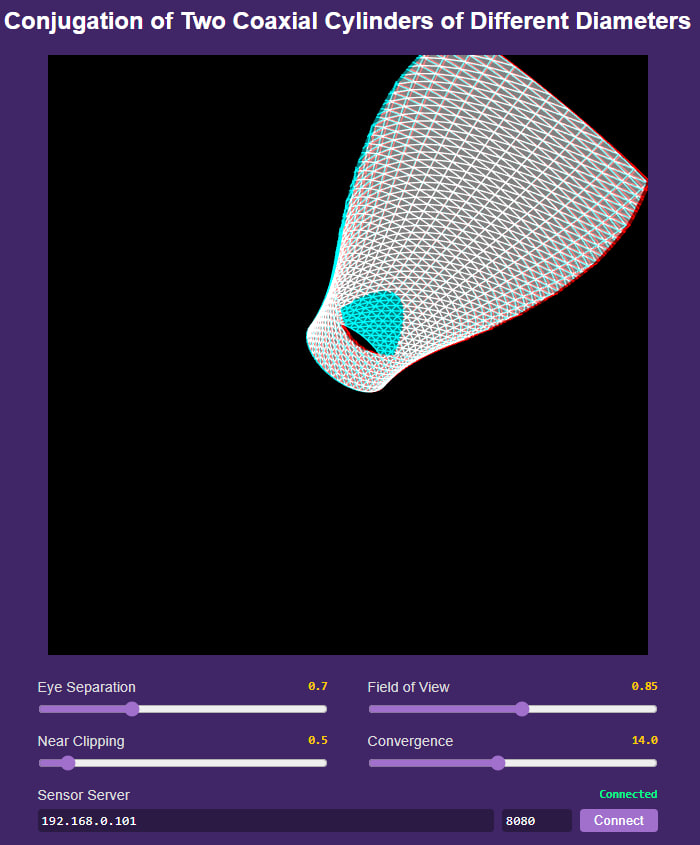 Conjugation of Two Coaxial Cylinders of Different Diameters
Eye Separation 0.7 Field of View 0.85
Near Clipping 0.5 Convergence 14.0
Sensor Server Connected
192.168.0.101 8080 Connect